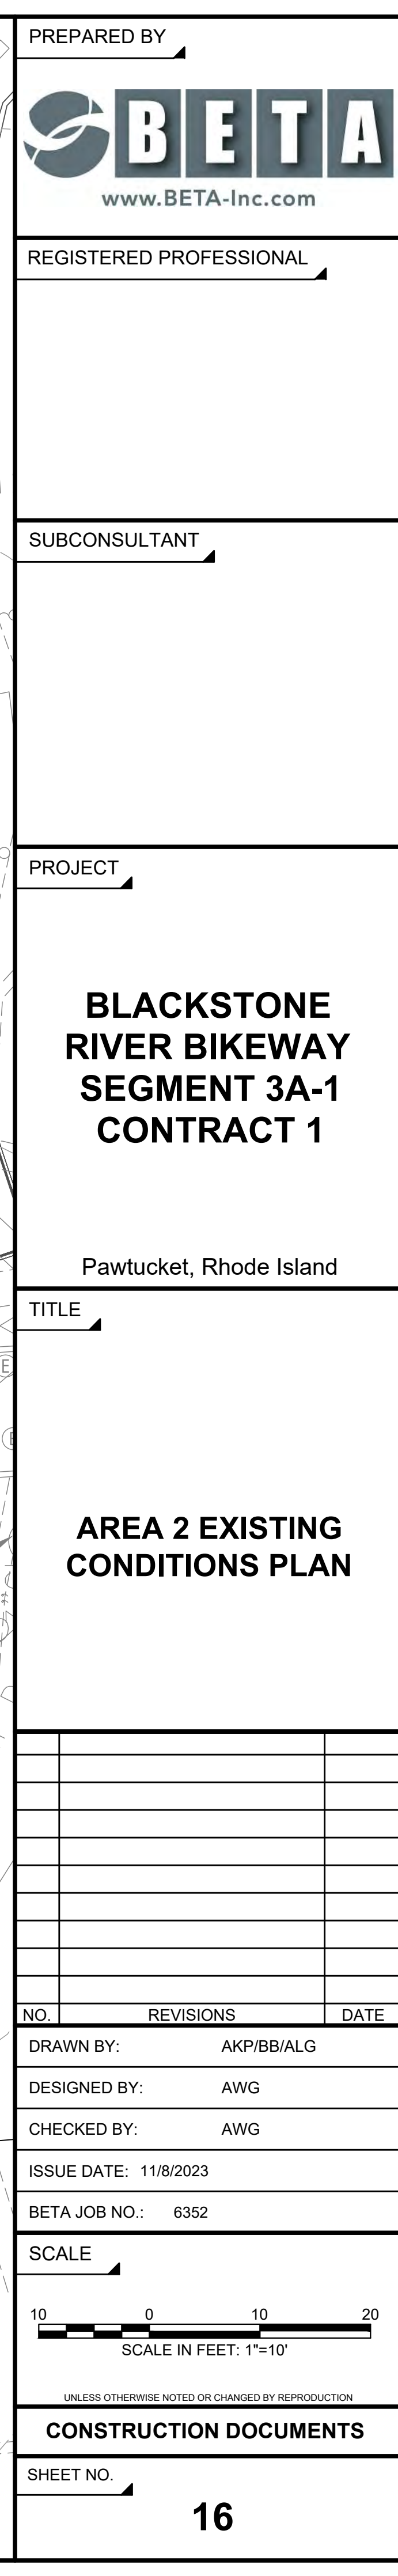 PREPARED BY
BETA
www.BETA-Inc.com
REGISTERED PROFESSIONAL
SUBCONSULTANT
PROJECT
BLACKSTONE
RIVER BIKEWAY
SEGMENT 3A-1
CONTRACT 1
Pawtucket, Rhode Island
TITLE
E
E
AREA 2 EXISTING
CONDITIONS PLAN
NO. REVISIONS DATE
DRAWN BY: AKP/BB/ALG
DESIGNED BY: AWG
CHECKED BY: AWG
ISSUE DATE: 11/8/2023
BETA JOB NO.: 6352
SCALE
10 0 10 20
SCALE IN FEET: 1"=10'
UNLESS OTHERWISE NOTED OR CHANGED BY REPRODUCTION
CONSTRUCTION DOCUMENTS
SHEET NO.
16